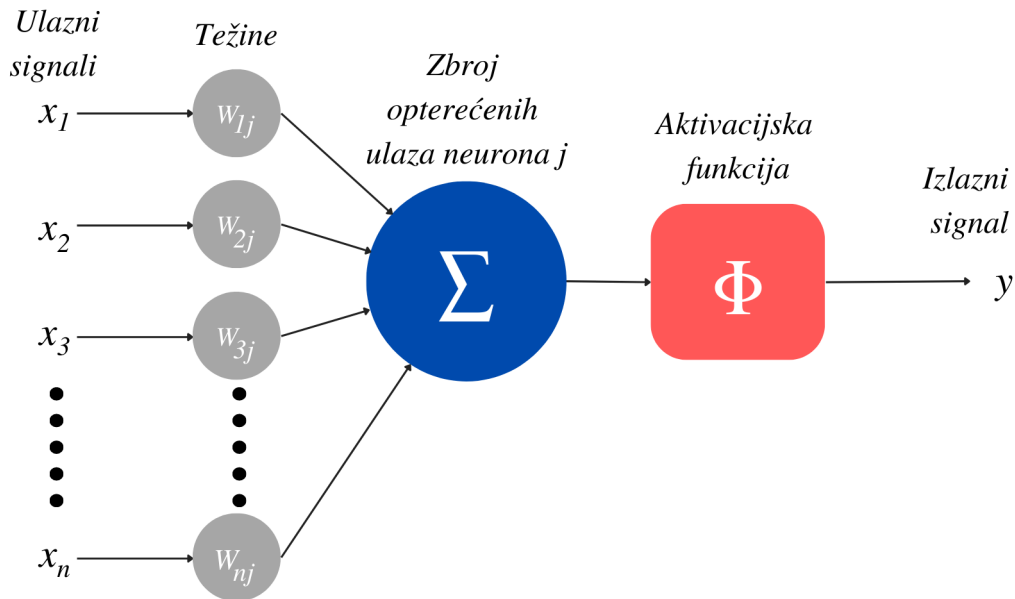 Ulazni
signali
Težine
Zbroj
opterećenih
ulaza neurona j
Aktivacijska
funkcija
Izlazni
signal
x₁
w₁ⱼ
x₂
w₂ⱼ
x₃
w₃ⱼ
xₙ
wₙⱼ
Σ
Φ
y